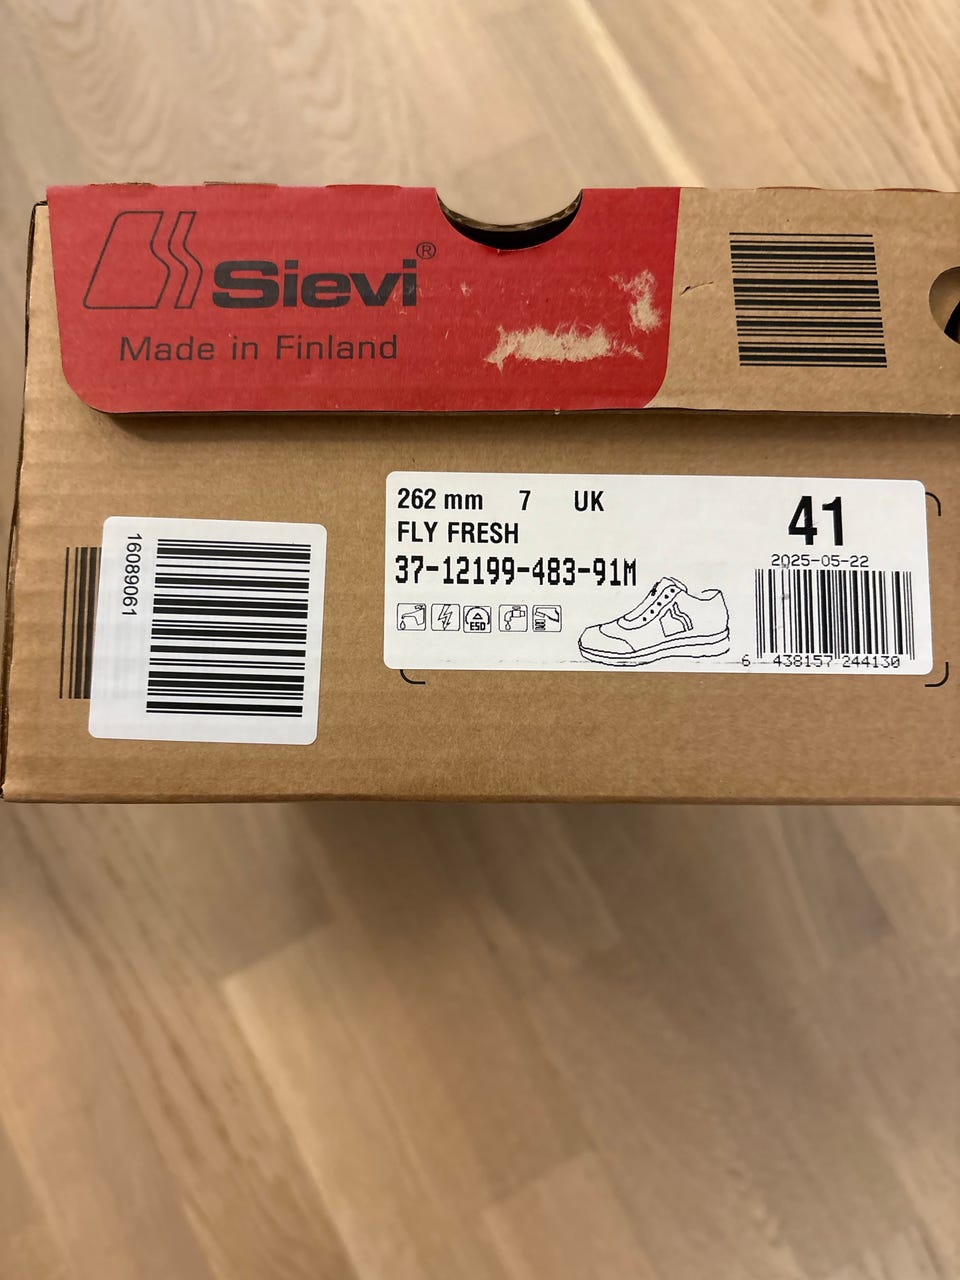 Sievi®
Made in Finland
262 mm 7 UK
FLY FRESH
37-12199-483-91M
ESD
41
2025-05-22
6 438157 244130
16089061